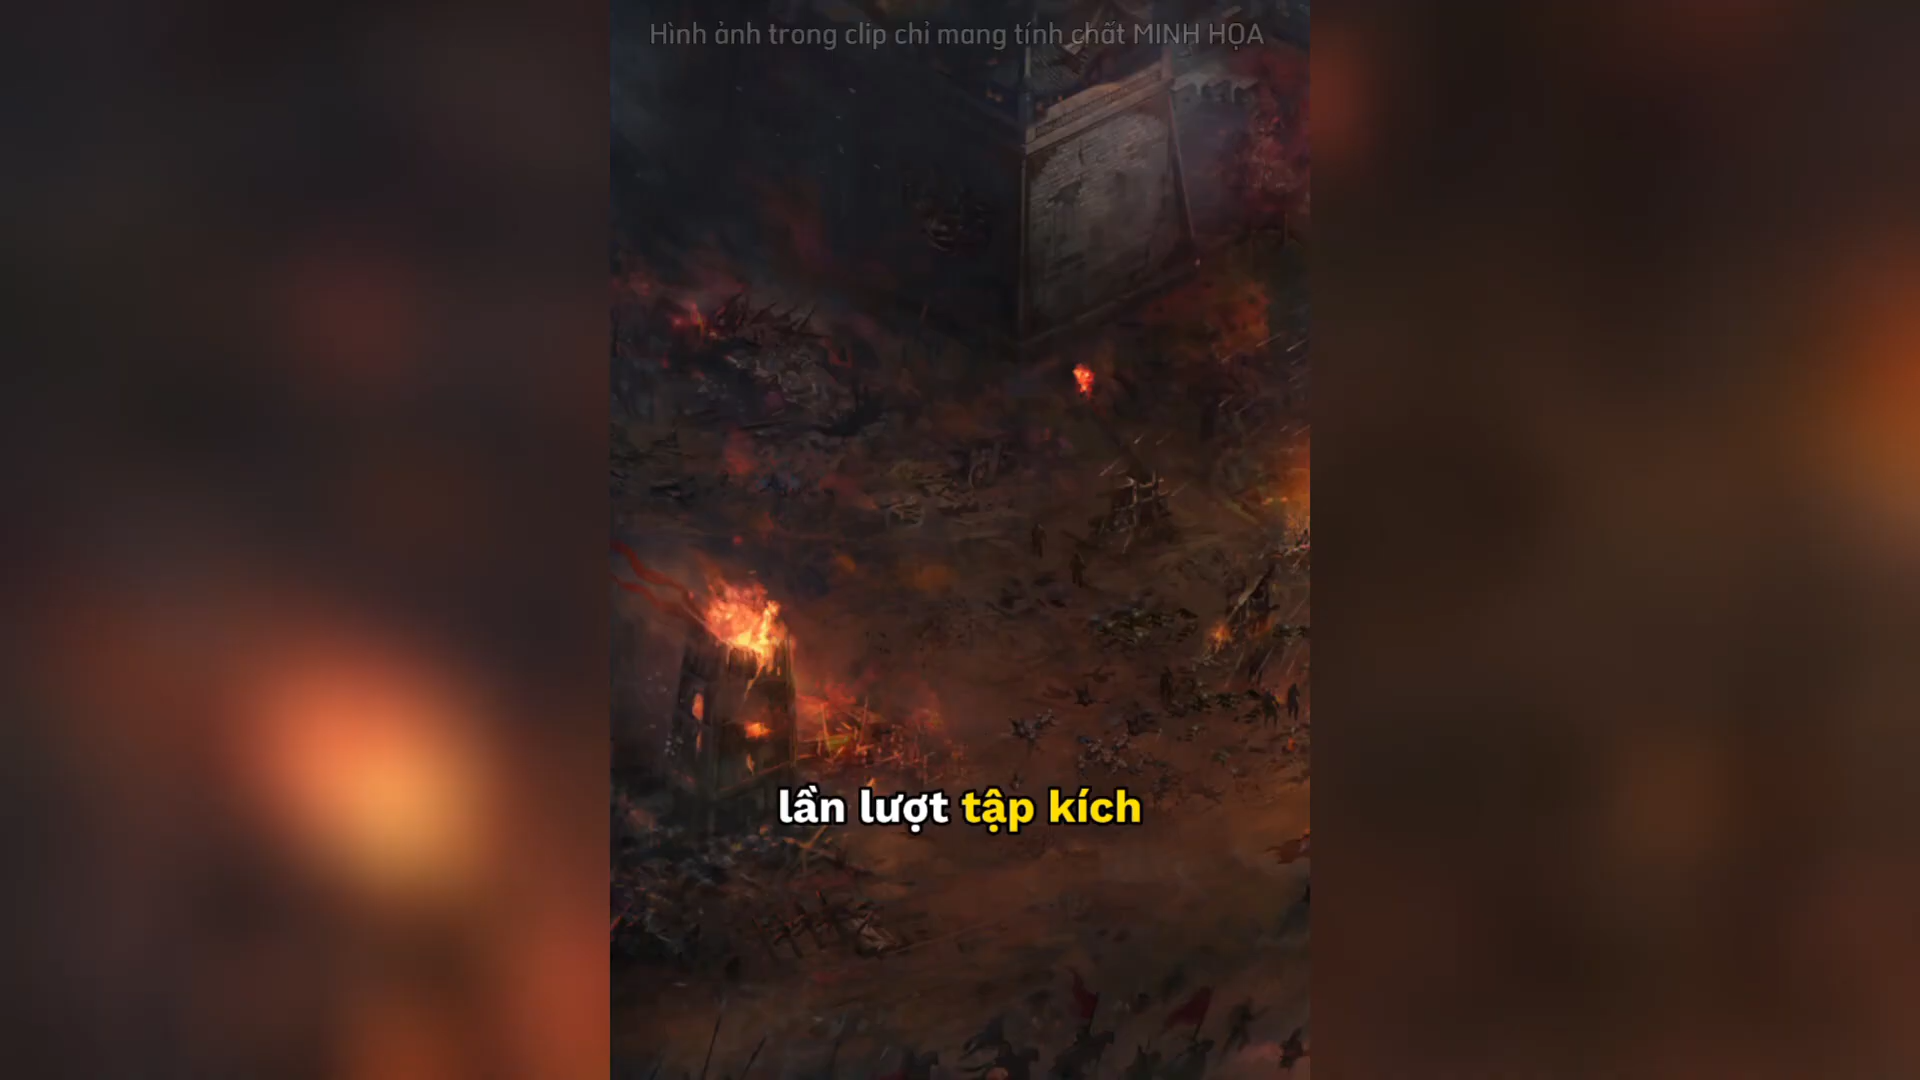 Hình ảnh trong clip chỉ mang tính chất MINH HỌA
lần lượt tập kích